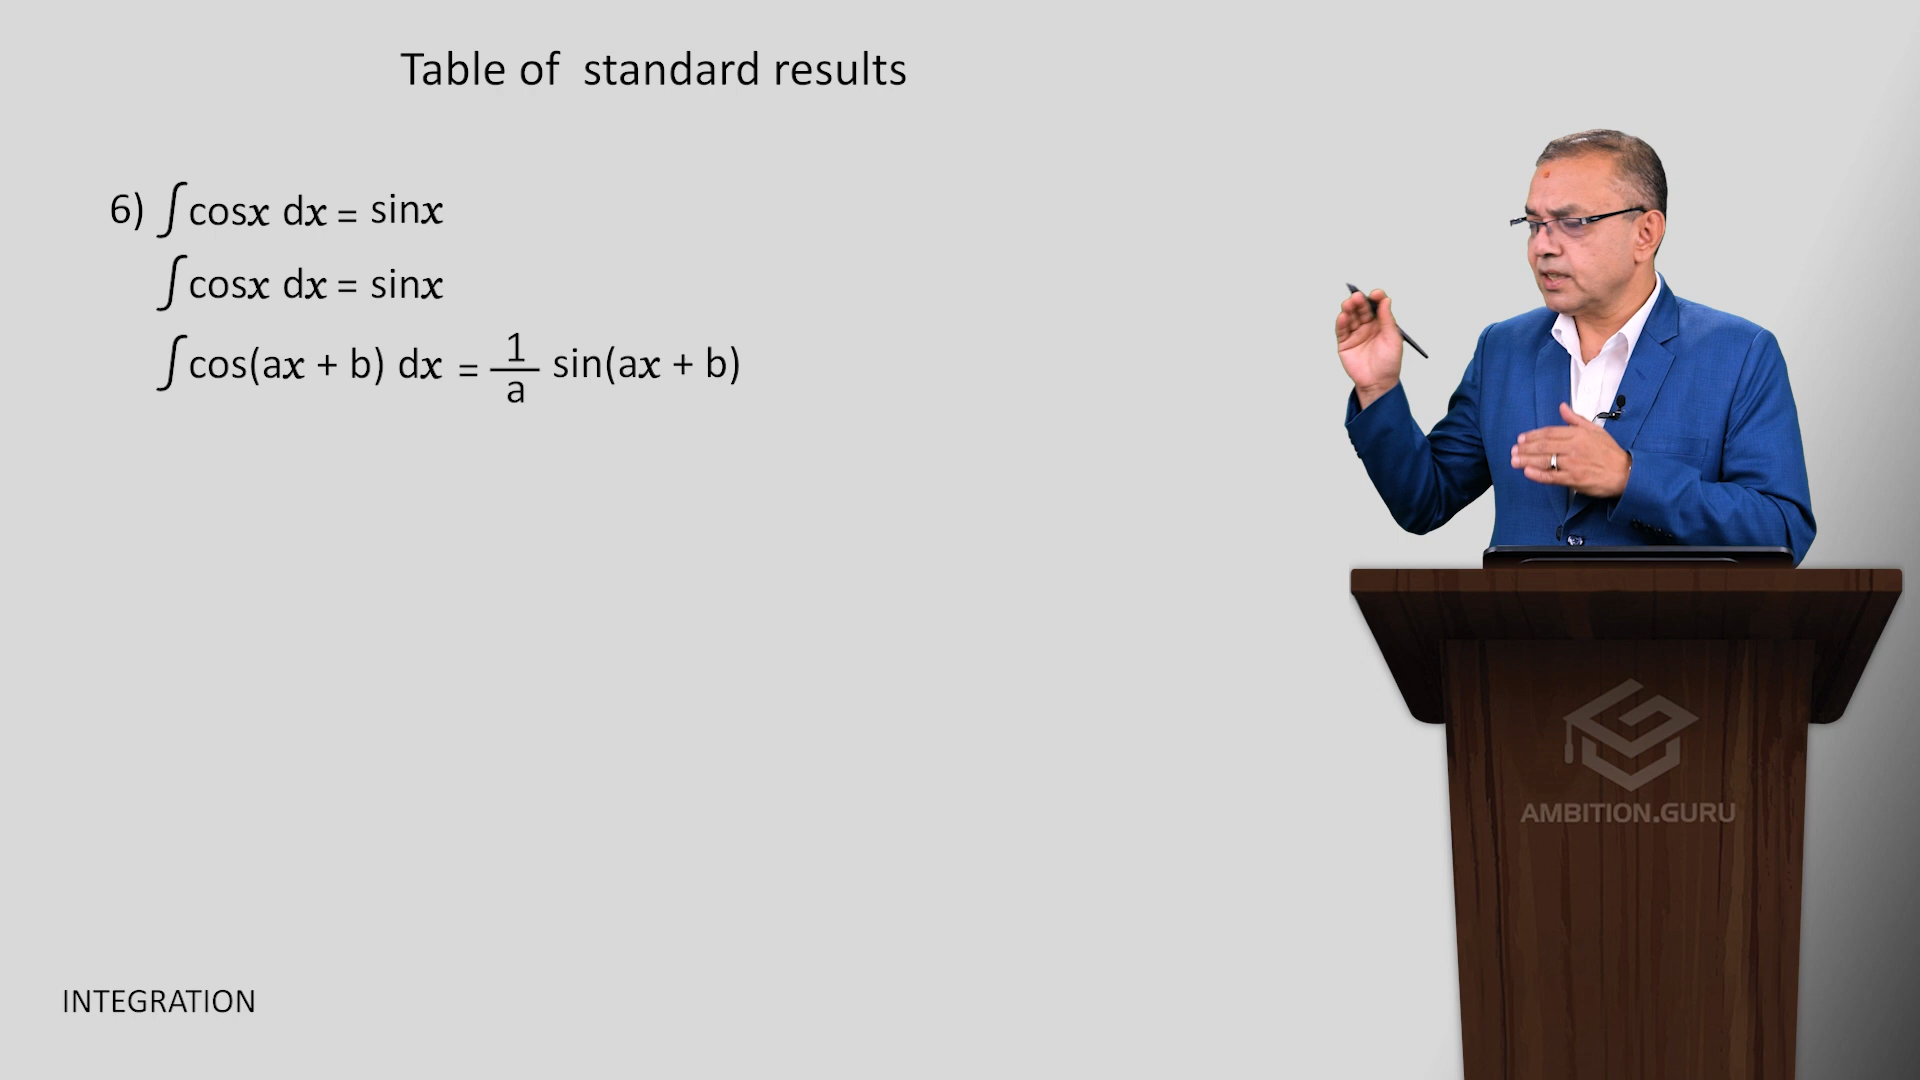 Table of standard results
6) ∫cosx dx = sinx
∫cosx dx = sinx
∫cos(ax + b) dx = 1/a sin(ax + b)
AMBITION.GURU
INTEGRATION